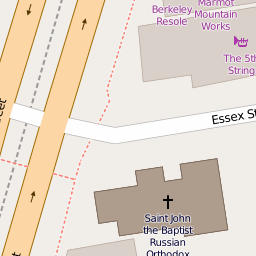 Berkeley
Resole
Marmot
Mountain
Works
The 5th
String
Essex St
Saint John
the Baptist
Russian
Orthodox